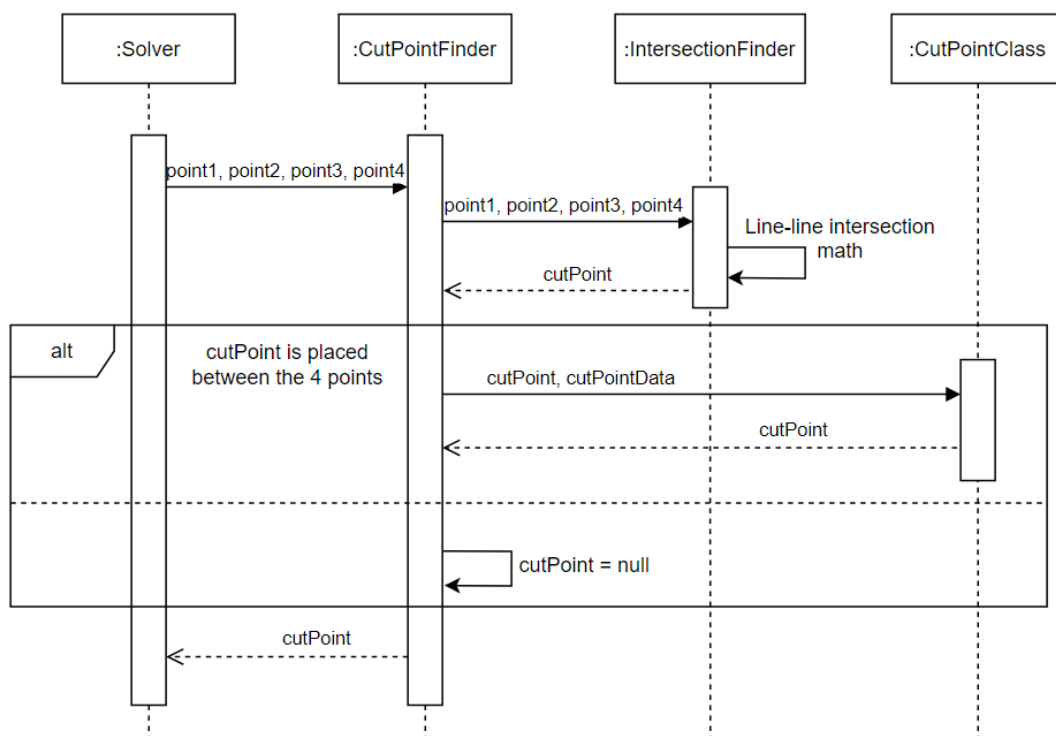 :Solver
:CutPointFinder
:IntersectionFinder
:CutPointClass
point1, point2, point3, point4
point1, point2, point3, point4
Line-line intersection
math
cutPoint
alt
cutPoint is placed
between the 4 points
cutPoint, cutPointData
cutPoint
cutPoint = null
cutPoint